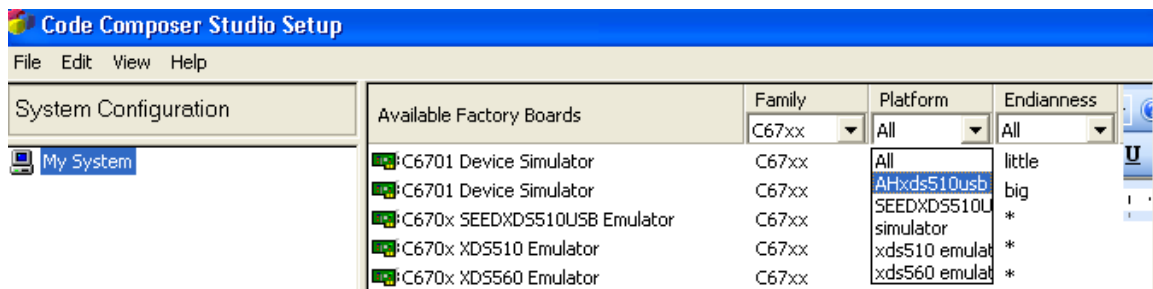 Code Composer Studio Setup
File Edit View Help
System Configuration
My System
Available Factory Boards Family Platform Endianness
C67xx All All
C6701 Device Simulator C67xx little
C6701 Device Simulator C67xx big
C670x SEEDXDS510USB Emulator C67xx *
C670x XDS510 Emulator C67xx *
C670x XDS560 Emulator C67xx *
All
AHxds510usb
SEEDXDS510U
simulator
xds510 emulat
xds560 emulat
U